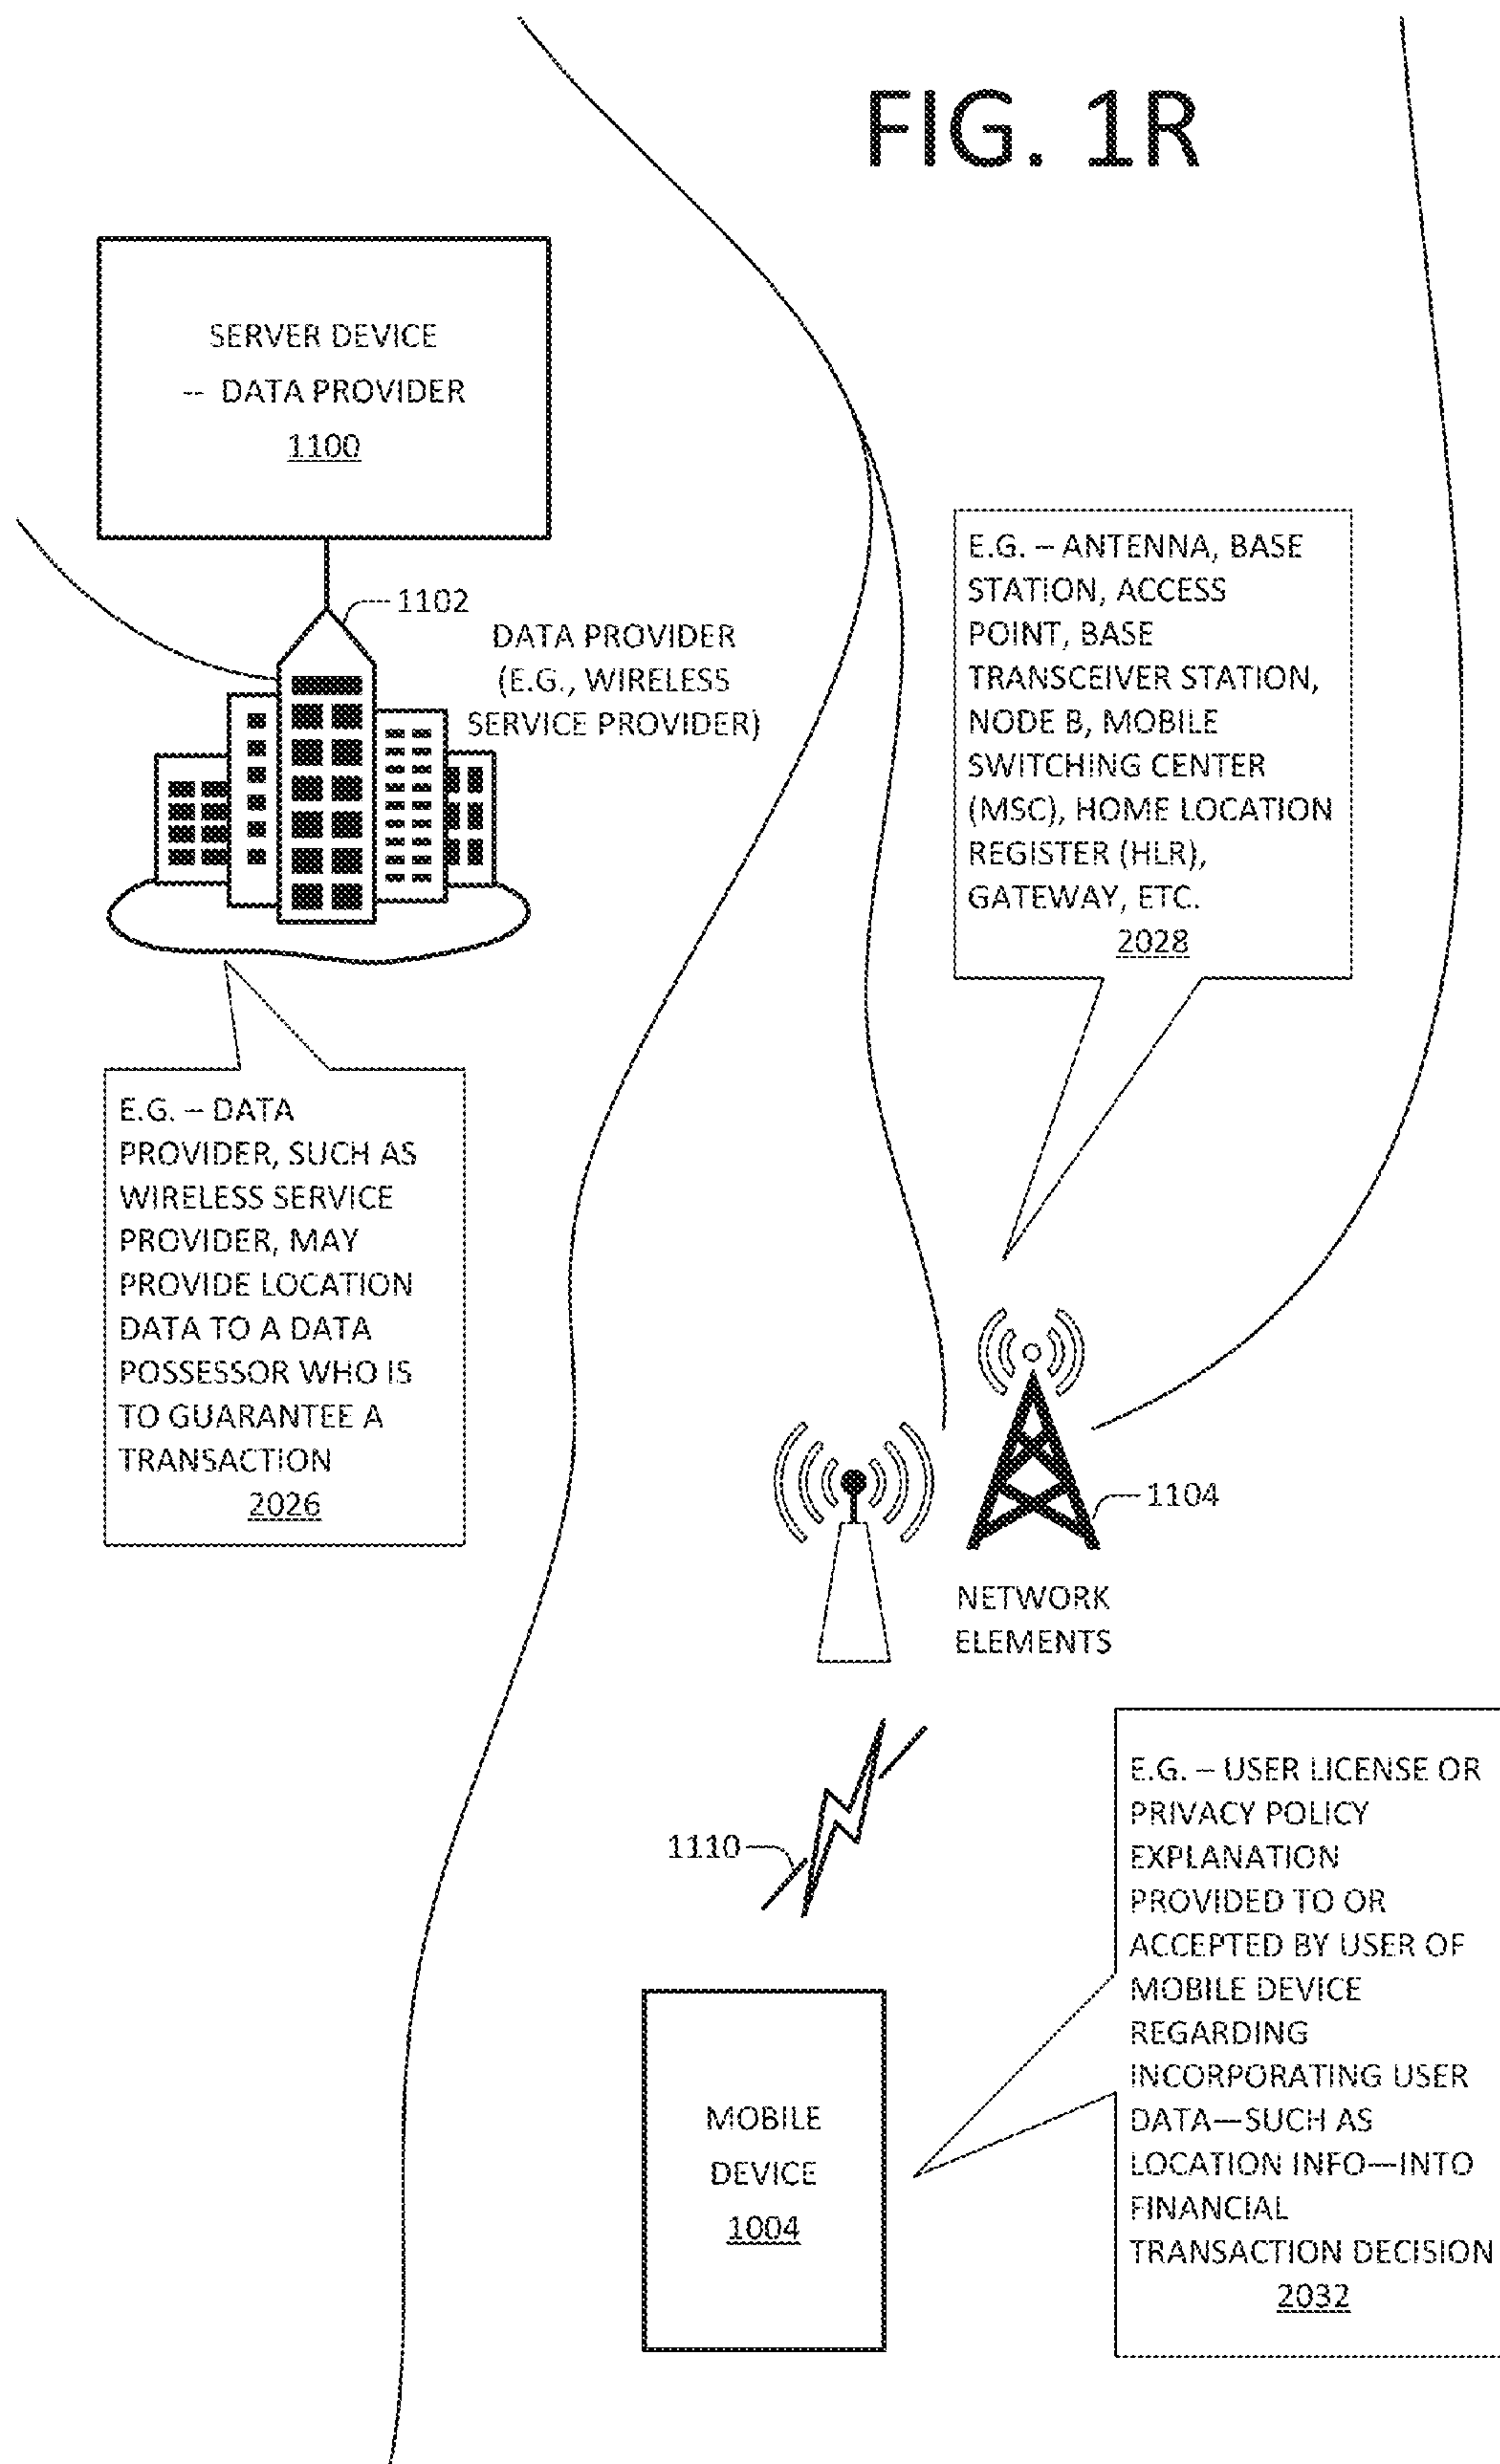 FIG. 1R
SERVER DEVICE
-- DATA PROVIDER
1100
1102
DATA PROVIDER
(E.G., WIRELESS
SERVICE PROVIDER)
E.G. – ANTENNA, BASE
STATION, ACCESS
POINT, BASE
TRANSCEIVER STATION,
NODE B, MOBILE
SWITCHING CENTER
(MSC), HOME LOCATION
REGISTER (HLR),
GATEWAY, ETC.
2028
E.G. – DATA
PROVIDER, SUCH AS
WIRELESS SERVICE
PROVIDER, MAY
PROVIDE LOCATION
DATA TO A DATA
POSSESSOR WHO IS
TO GUARANTEE A
TRANSACTION
2026
1104
NETWORK
ELEMENTS
1110
E.G. – USER LICENSE OR
PRIVACY POLICY
EXPLANATION
PROVIDED TO OR
ACCEPTED BY USER OF
MOBILE DEVICE
REGARDING
INCORPORATING USER
DATA—SUCH AS
LOCATION INFO—INTO
FINANCIAL
TRANSACTION DECISION
2032
MOBILE
DEVICE
1004